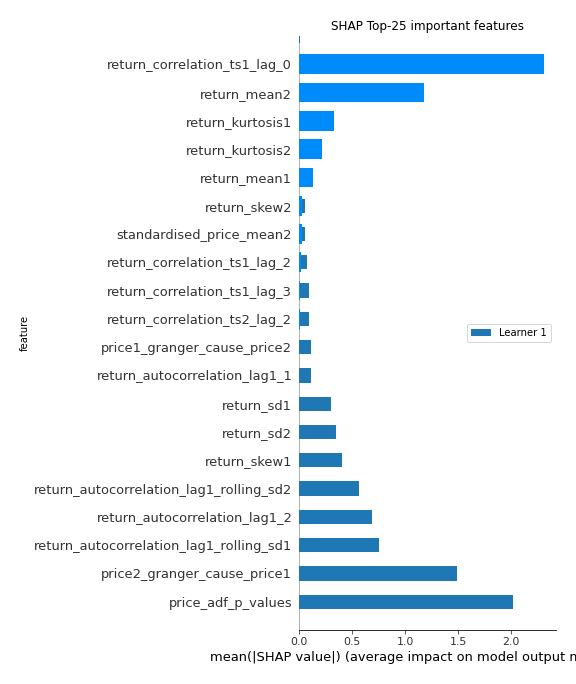 SHAP Top-25 important features
return_correlation_ts1_lag_0
return_mean2
return_kurtosis1
return_kurtosis2
return_mean1
return_skew2
standardised_price_mean2
return_correlation_ts1_lag_2
return_correlation_ts1_lag_3
return_correlation_ts2_lag_2
price1_granger_cause_price2
return_autocorrelation_lag1_1
return_sd1
return_sd2
return_skew1
return_autocorrelation_lag1_rolling_sd2
return_autocorrelation_lag1_2
return_autocorrelation_lag1_rolling_sd1
price2_granger_cause_price1
price_adf_p_values
feature
Learner 1
0.0 0.5 1.0 1.5 2.0
mean(|SHAP value|) (average impact on model output